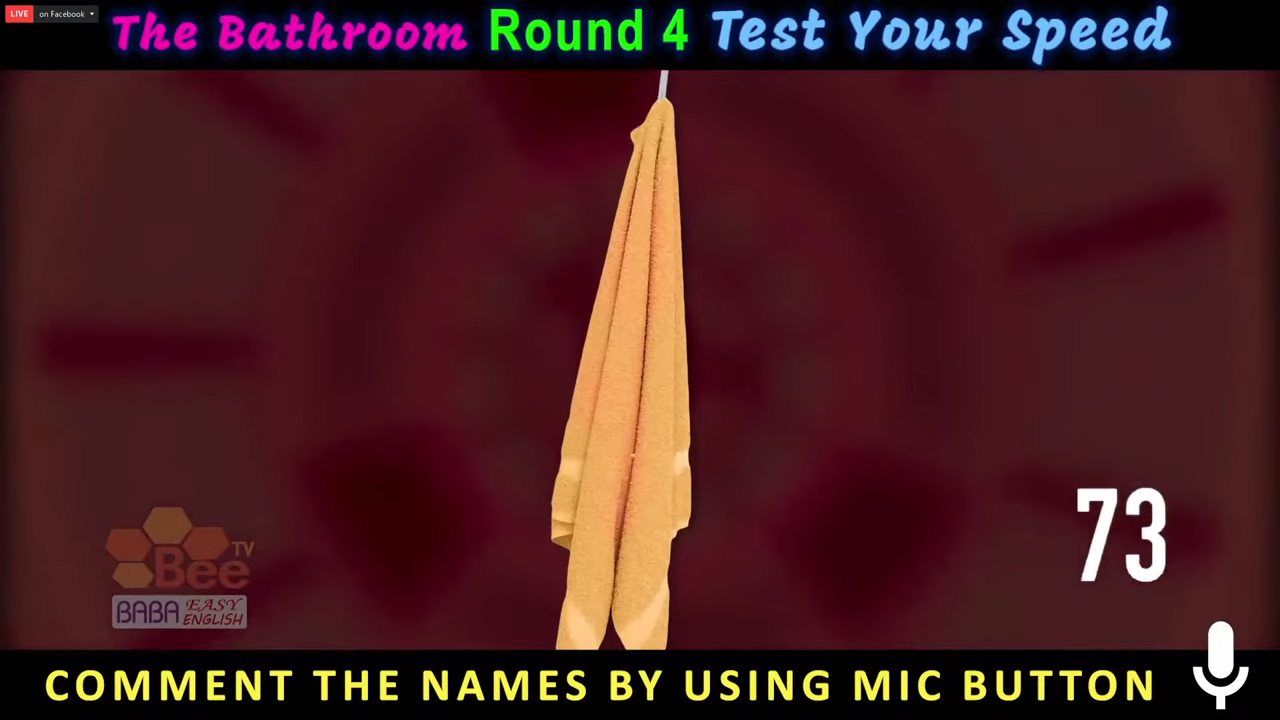 LIVE on Facebook
The Bathroom Round 4 Test Your Speed
73
Bee TV
BABA EASY ENGLISH
COMMENT THE NAMES BY USING MIC BUTTON